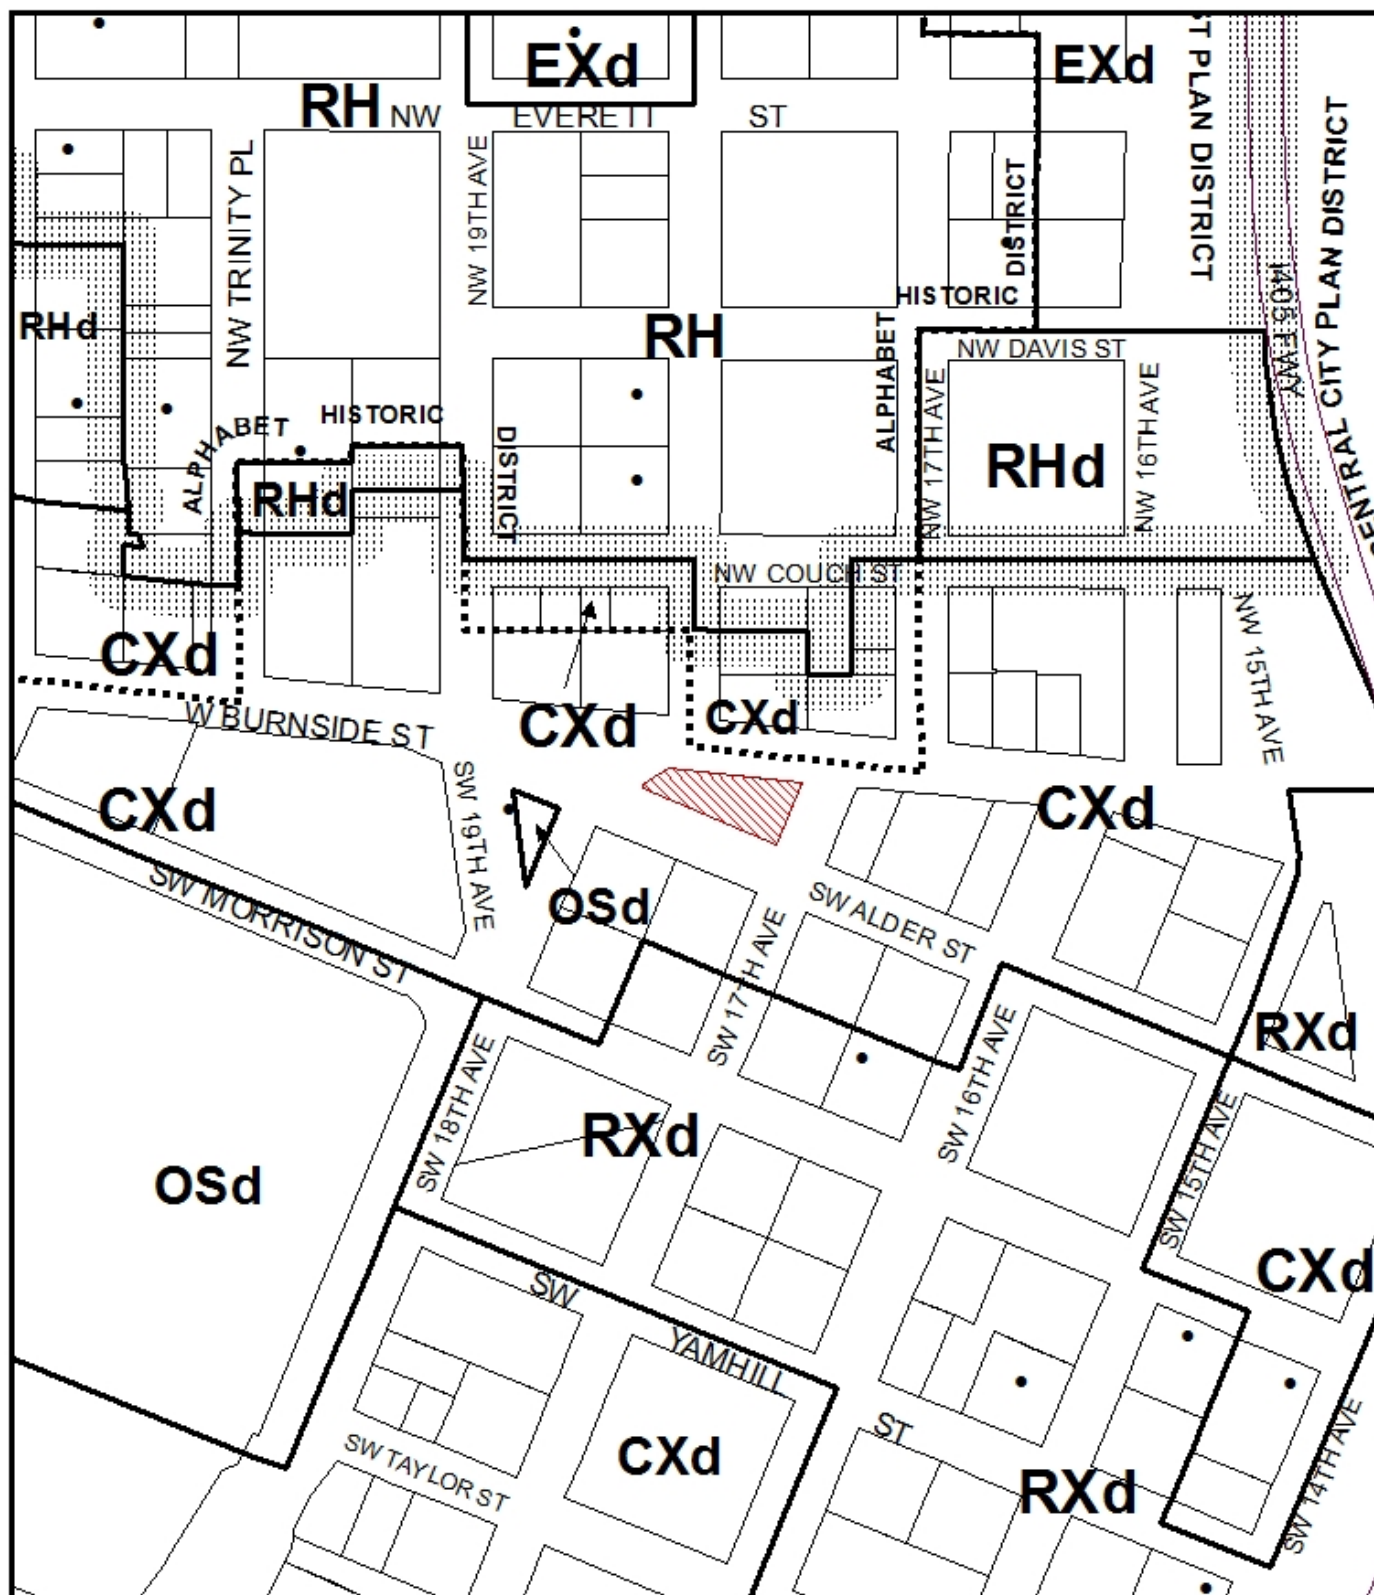 EXd
EXd
ST PLAN DISTRICT
RH
NW EVERETT ST
CENTRAL CITY PLAN DISTRICT
NW TRINITY PL
NW 19TH AVE
DISTRICT
HISTORIC
I405 FWY
RHd
RH
ALPHABET
NW DAVIS ST
NW 17TH AVE
NW 16TH AVE
ALPHABET
HISTORIC
DISTRICT
RHd
RHd
NW COUCH ST
NW 15TH AVE
CXd
CXd
CXd
W BURNSIDE ST
SW 19TH AVE
CXd
CXd
OSd
SW ALDER ST
SW MORRISON ST
SW 17TH AVE
RXd
SW 18TH AVE
SW 16TH AVE
SW 15TH AVE
RXd
OSd
CXd
SW YAMHILL ST
SW TAYLOR ST
CXd
RXd
SW 14TH AVE